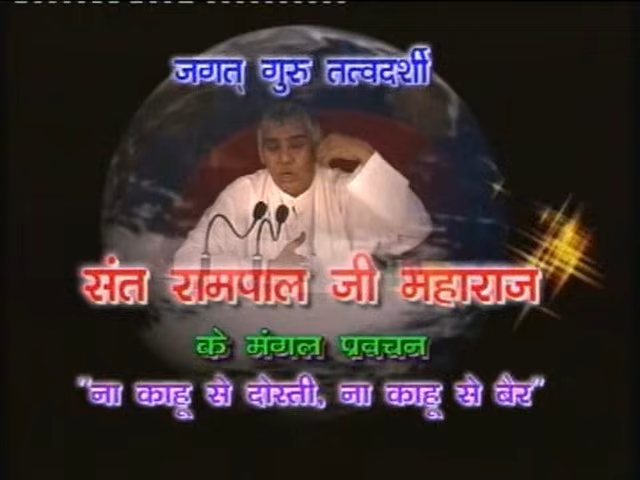 जगत् गुरु तत्वदर्शी
संत रामपाल जी महाराज
के मंगल प्रवचन
"ना काहू से दोस्ती, ना काहू से बैर"